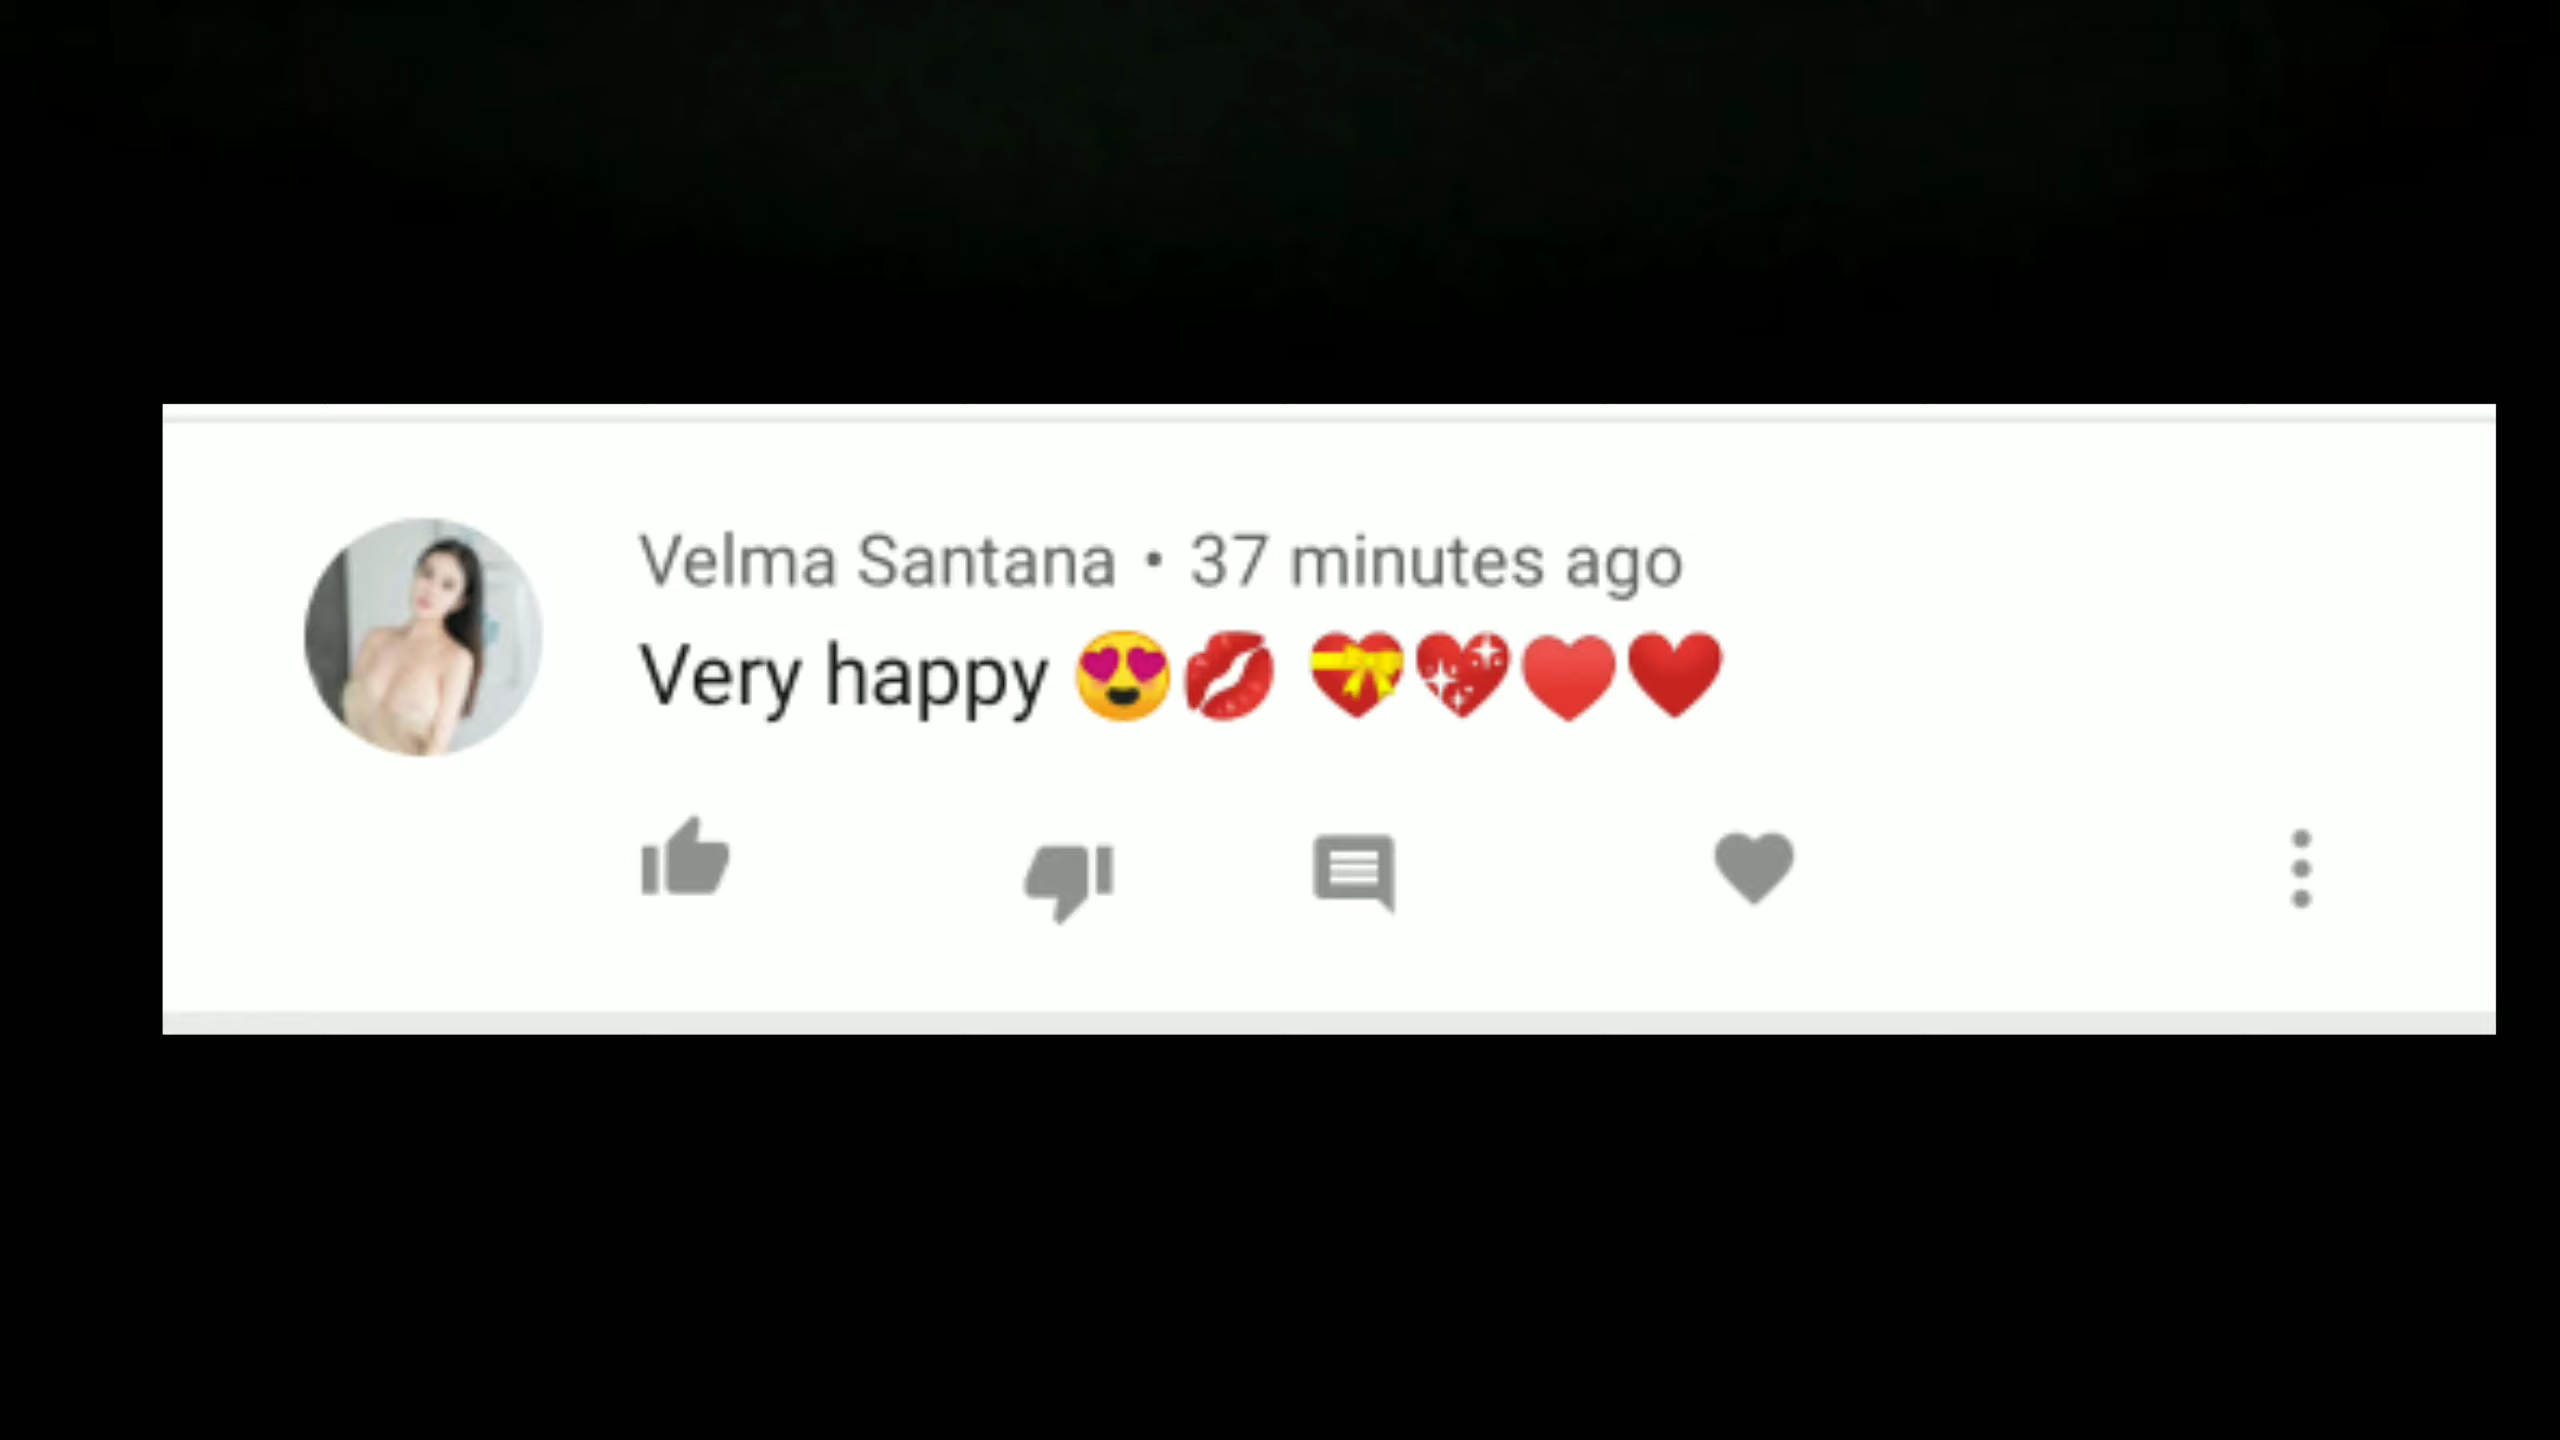 Velma Santana • 37 minutes ago
Very happy 😍💋 💝💖♥️❤️